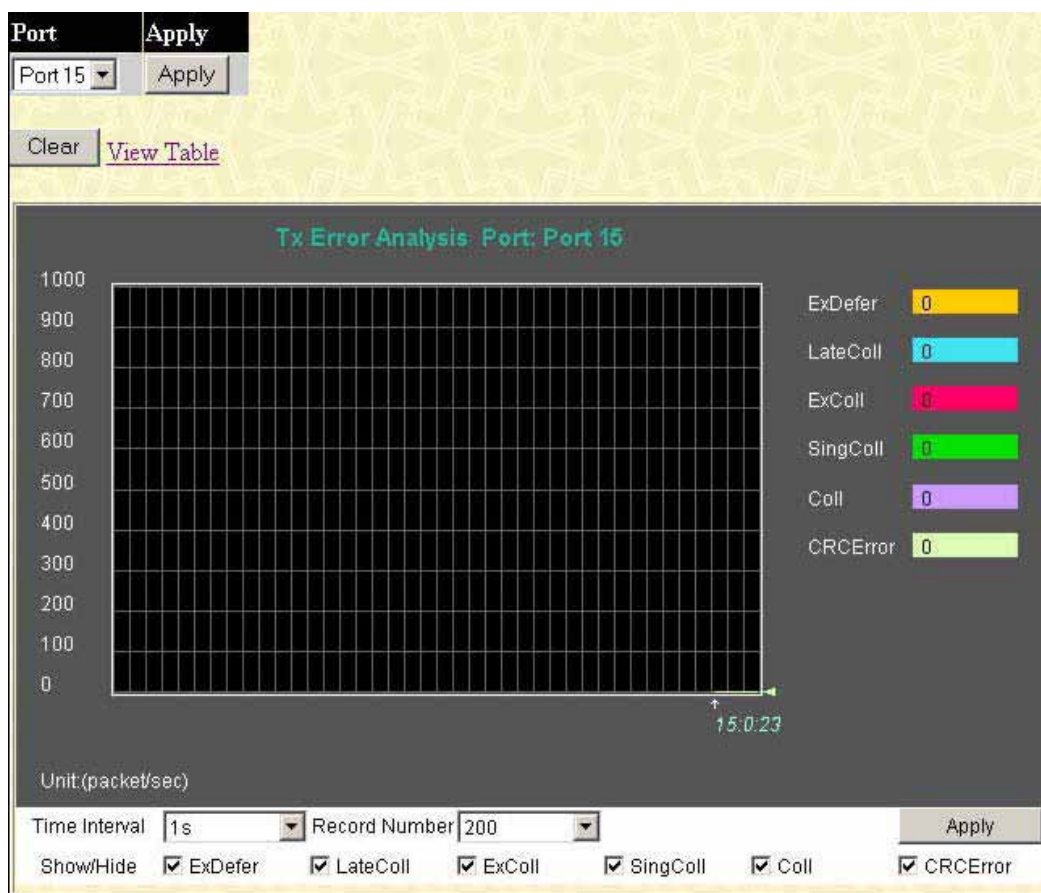 Port Apply
Port 15 Apply
Clear View Table
Tx Error Analysis Port: Port 15
1000
900
800
700
600
500
400
300
200
100
0
ExDefer 0
LateColl 0
ExColl 0
SingColl 0
Coll 0
CRCError 0
15:0:23
Unit:(packet/sec)
Time Interval 1s Record Number 200 Apply
Show/Hide ExDefer LateColl ExColl SingColl Coll CRCError